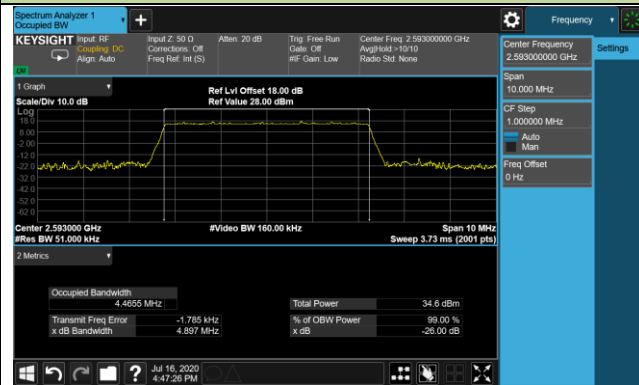 Spectrum Analyzer 1
Occupied BW
Frequency
KEYSIGHT
Input: RF
Coupling: DC
Align: Auto
Input Z: 50 Ω
Corrections: Off
Freq Ref: Int (S)
Atten: 20 dB
Trig: Free Run
Gate: Off
#IF Gain: Low
Center Freq: 2.593000000 GHz
Avg|Hold:>10/10
Radio Std: None
Center Frequency
2.593000000 GHz
Settings
Span
10.000 MHz
CF Step
1.000000 MHz
Auto
Man
Freq Offset
0 Hz
1 Graph
Scale/Div 10.0 dB
Ref Lvl Offset 18.00 dB
Ref Value 28.00 dBm
Log
18.0
8.00
-2.00
-12.0
-22.0
-32.0
-42.0
-52.0
-62.0
Center 2.593000 GHz
#Video BW 160.00 kHz
Span 10 MHz
#Res BW 51.000 kHz
Sweep 3.73 ms (2001 pts)
2 Metrics
Occupied Bandwidth
4.4655 MHz
Total Power 34.6 dBm
Transmit Freq Error -1.785 kHz
% of OBW Power 99.00 %
x dB Bandwidth 4.897 MHz
x dB -26.00 dB
?
Jul 16, 2020
4:47:26 PM